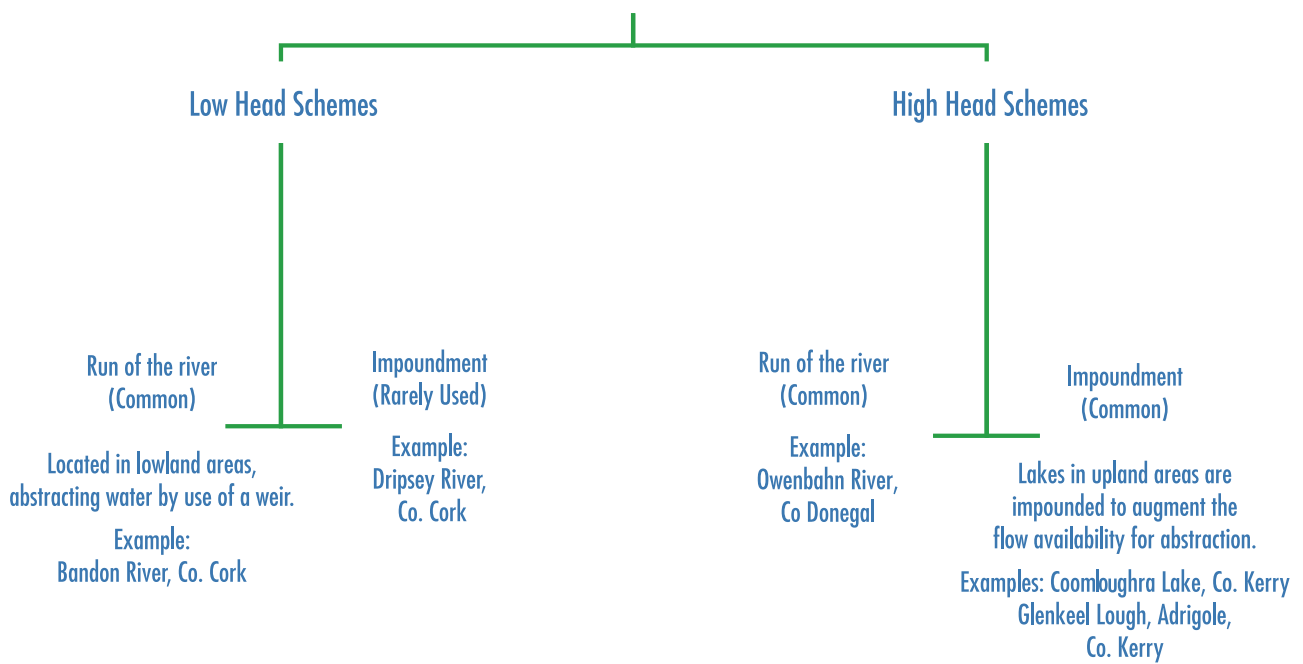 Low Head Schemes
High Head Schemes
Run of the river
(Common)
Located in lowland areas,
abstracting water by use of a weir.
Example:
Bandon River, Co. Cork
Impoundment
(Rarely Used)
Example:
Dripsey River,
Co. Cork
Run of the river
(Common)
Example:
Owenbahn River,
Co Donegal
Impoundment
(Common)
Lakes in upland areas are
impounded to augment the
flow availability for abstraction.
Examples: Coomloughra Lake, Co. Kerry
Glenkeel Lough, Adrigole,
Co. Kerry